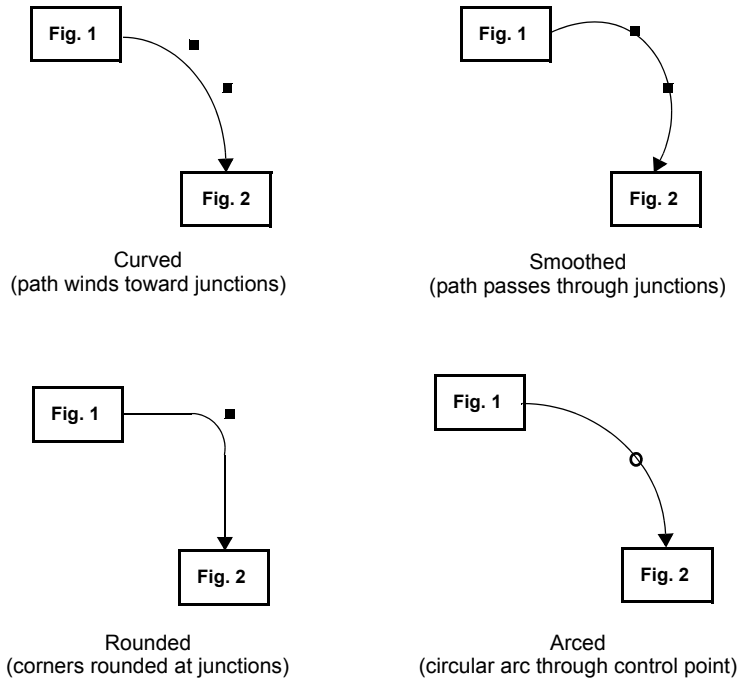 Fig. 1
Fig. 2
Curved
(path winds toward junctions)
Fig. 1
Fig. 2
Smoothed
(path passes through junctions)
Fig. 1
Fig. 2
Rounded
(corners rounded at junctions)
Fig. 1
Fig. 2
Arced
(circular arc through control point)